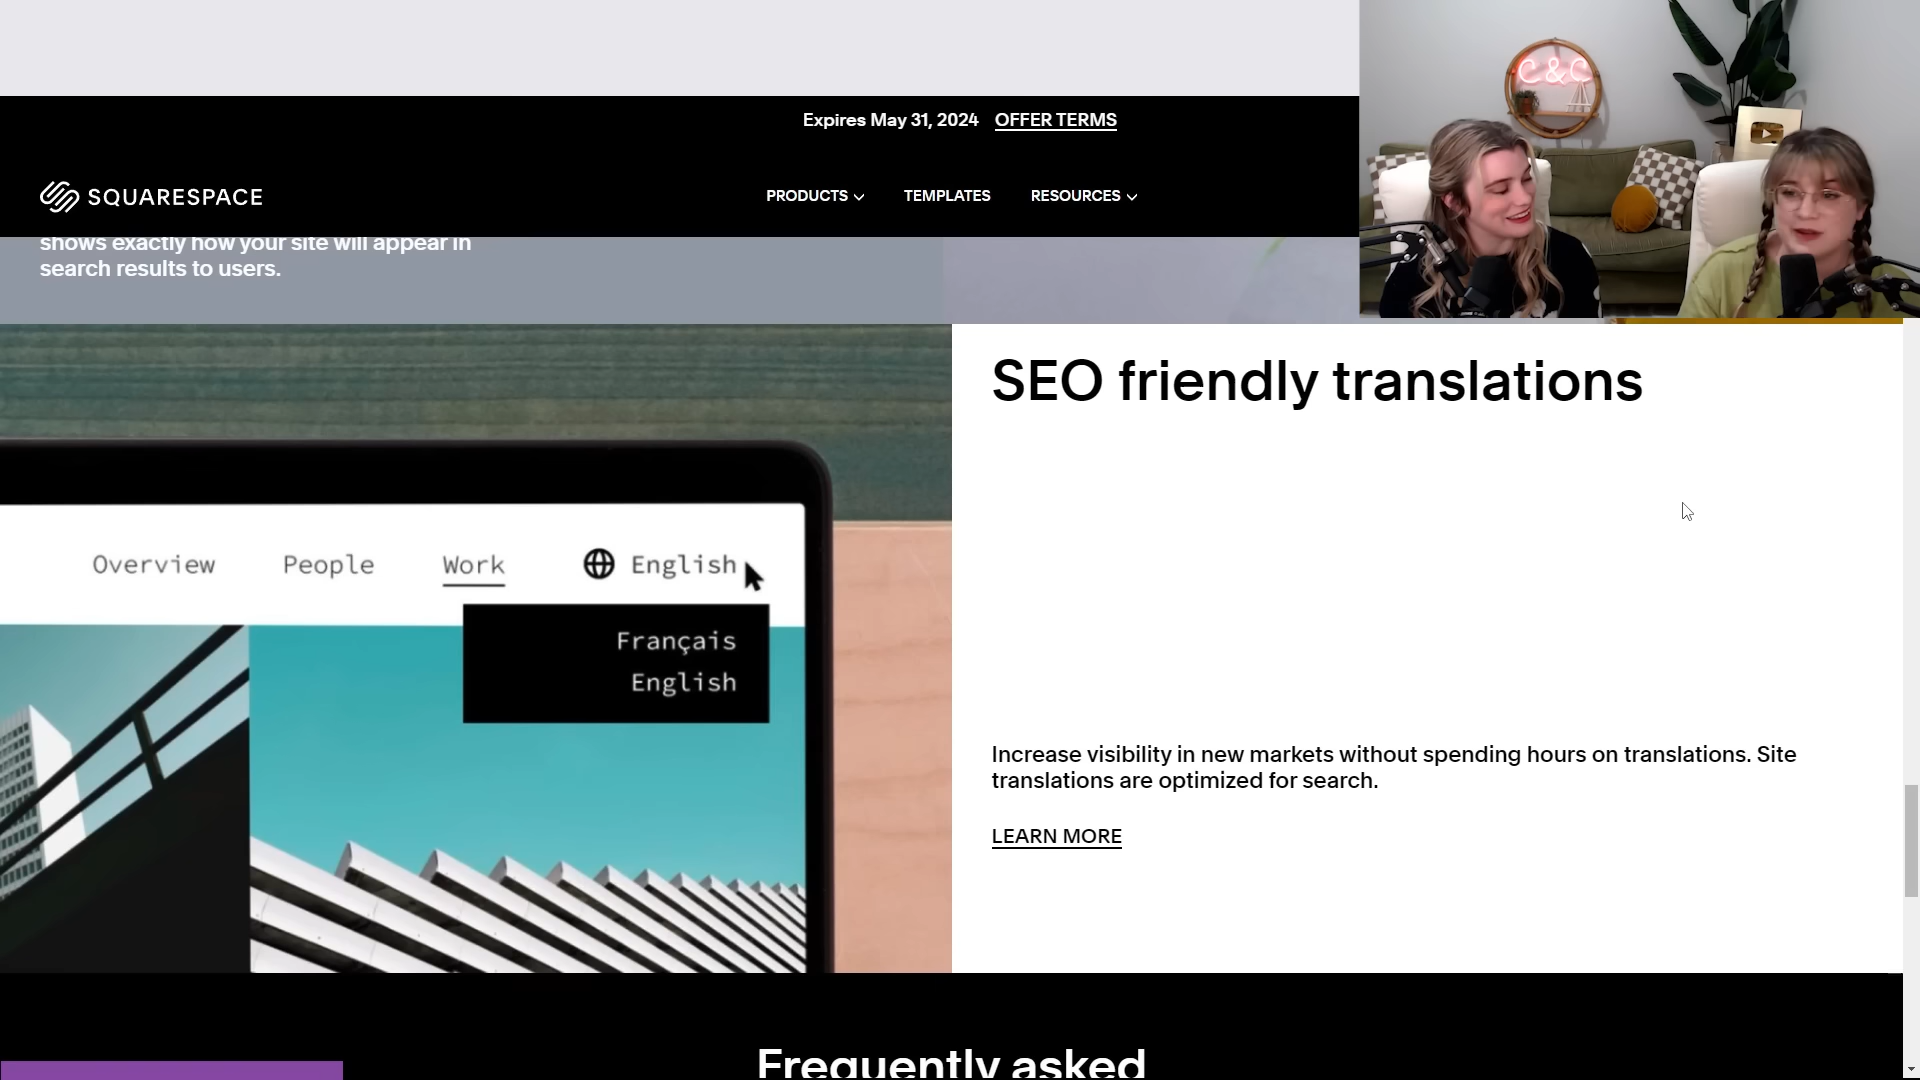 Expires May 31, 2024 OFFER TERMS
C & C
SQUARESPACE
PRODUCTS TEMPLATES RESOURCES
shows exactly how your site will appear in
search results to users.
SEO friendly translations
Overview People Work English
Français
English
Increase visibility in new markets without spending hours on translations. Site
translations are optimized for search.
LEARN MORE
Frequently asked